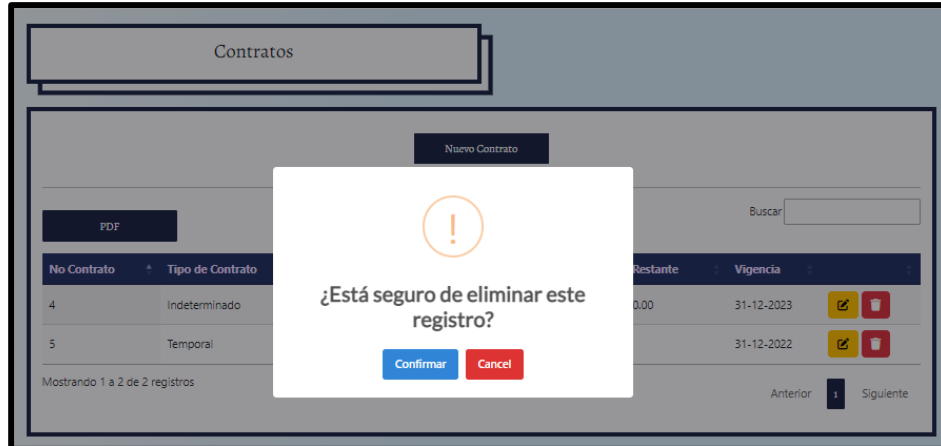 Contratos
Nuevo Contrato
PDF
Buscar
No Contrato Tipo de Contrato Restante Vigencia
4 Indeterminado 0.00 31-12-2023
5 Temporal 31-12-2022
!
¿Está seguro de eliminar este
registro?
Confirmar Cancel
Mostrando 1 a 2 de 2 registros
Anterior 1 Siguiente